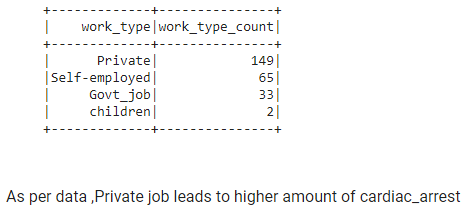 +-------------+---------------+
|    work_type|work_type_count|
+-------------+---------------+
|      Private|            149|
|Self-employed|             65|
|     Govt_job|             33|
|     children|              2|
+-------------+---------------+
As per data ,Private job leads to higher amount of cardiac_arrest